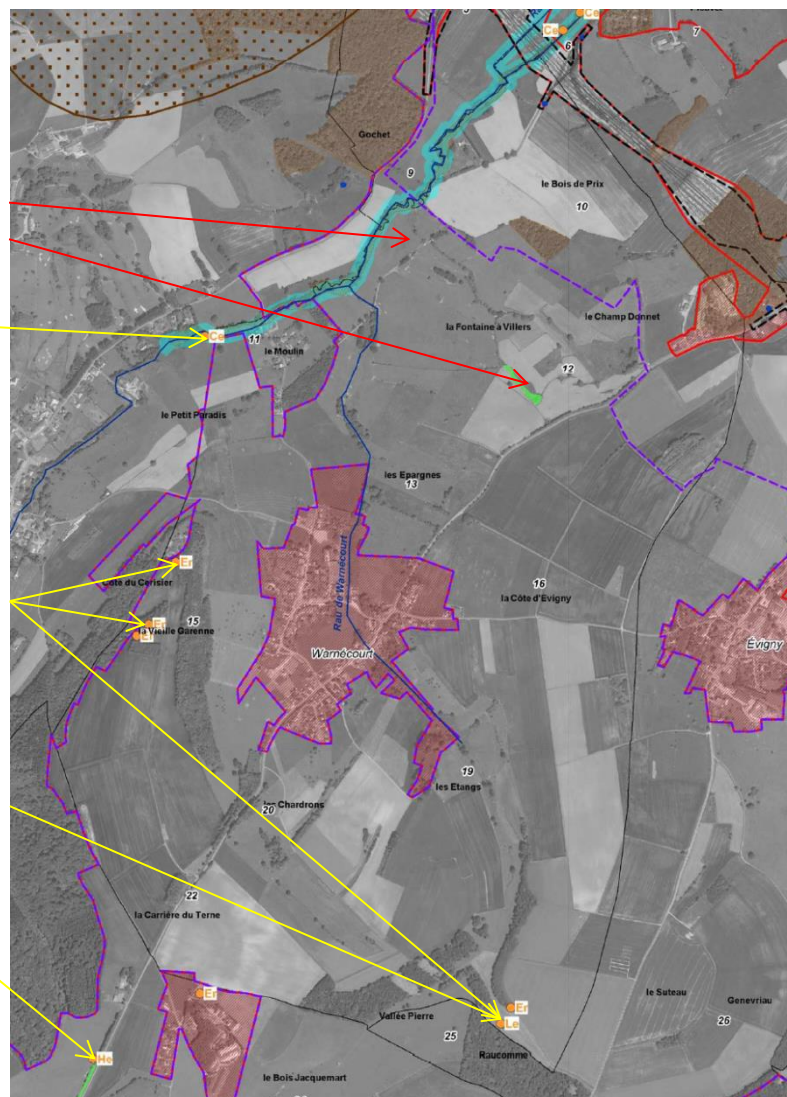 Ce
Ce
6
7
Gochet
9
le Bois de Prix
10
la Fontaine à Villers
le Champ Donnet
Ce
11
le Moulin
12
le Petit Paradis
les Epargnes
13
Er
Côte du Cerisier
16
la Côte d'Evigny
15
la Vieille Garenne
Rau de Warnécourt
Warnécourt
Évigny
19
les Etangs
les Chardrons
20
22
la Carrière du Terne
Er
le Suteau
Genevriau
Er
Le
Vallée Pierre
25
26
Raucomme
He
le Bois Jacquemart